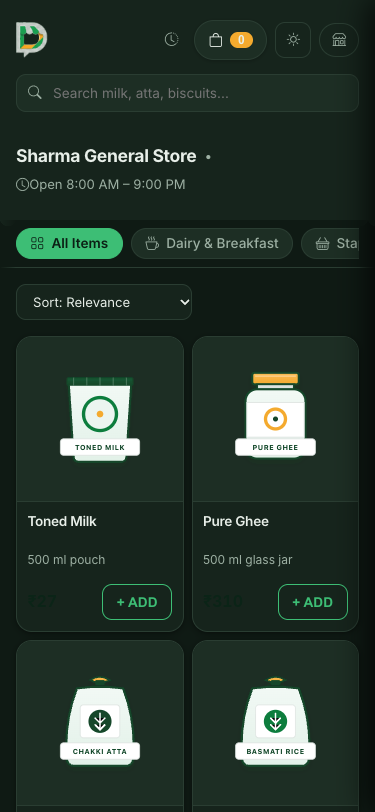 0
Search milk, atta, biscuits...
Sharma General Store •
Open 8:00 AM – 9:00 PM
All Items
Dairy & Breakfast
Sta
Sort: Relevance
TONED MILK
PURE GHEE
Toned Milk
Pure Ghee
500 ml pouch
500 ml glass jar
₹27
+ ADD
₹310
+ ADD
CHAKKI ATTA
BASMATI RICE